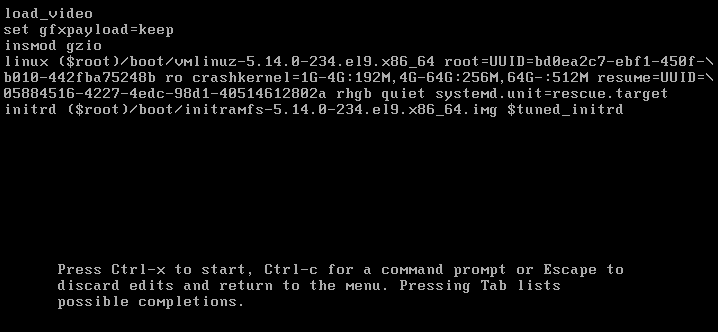 load_video
set gfxpayload=keep
insmod gzio
linux ($root)/boot/vmlinuz-5.14.0-234.el9.x86_64 root=UUID=bd0ea2c7-ebf1-450f-\
b010-442fba75248b ro crashkernel=1G-4G:192M,4G-64G:256M,64G-:512M resume=UUID=\
05884516-4227-4edc-98d1-40514612802a rhgb quiet systemd.unit=rescue.target
initrd ($root)/boot/initramfs-5.14.0-234.el9.x86_64.img $tuned_initrd
Press Ctrl-x to start, Ctrl-c for a command prompt or Escape to
discard edits and return to the menu. Pressing Tab lists
possible completions.